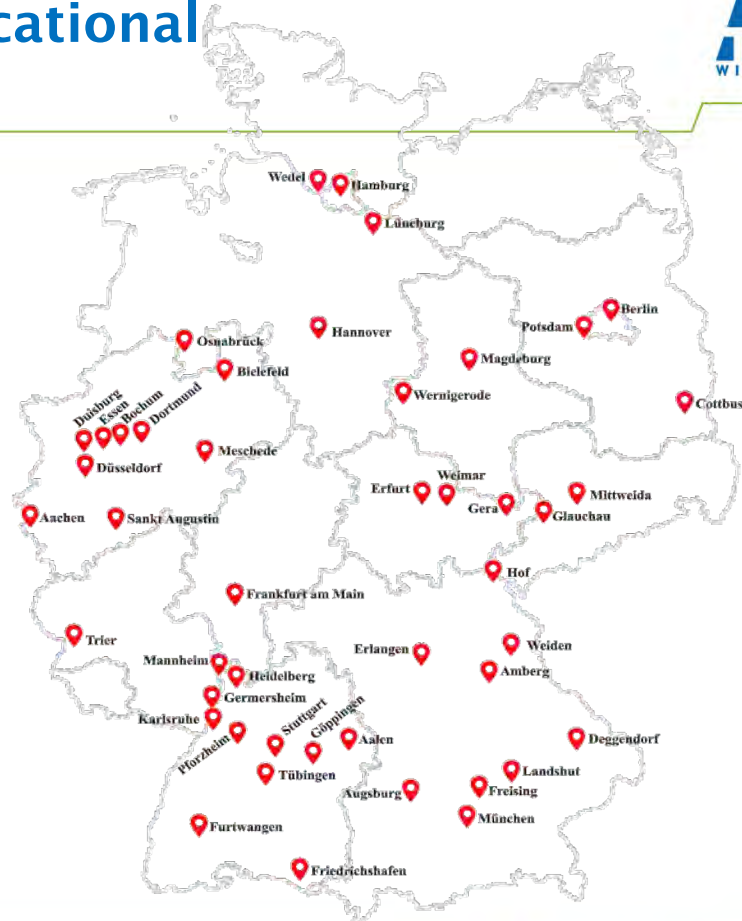 cational
W I
Wedel
Hamburg
Lüneburg
Berlin
Potsdam
Hannover
Osnabrück
Magdeburg
Bielefeld
Wernigerode
Cottbus
Duisburg
Essen
Bochum
Dortmund
Meschede
Düsseldorf
Weimar
Erfurt
Mittweida
Gera
Glauchau
Aachen
Sankt Augustin
Hof
Frankfurt am Main
Trier
Erlangen
Weiden
Mannheim
Amberg
Heidelberg
Germersheim
Karlsruhe
Stuttgart
Göppingen
Pforzheim
Aalen
Deggendorf
Tübingen
Landshut
Augsburg
Freising
München
Furtwangen
Friedrichshafen